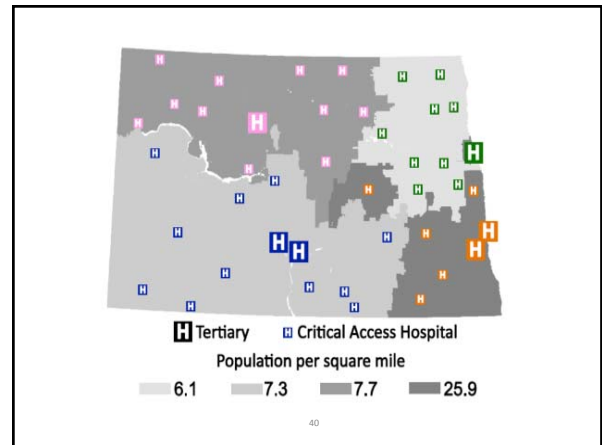 H Tertiary H Critical Access Hospital
Population per square mile
6.1 7.3 7.7 25.9
40